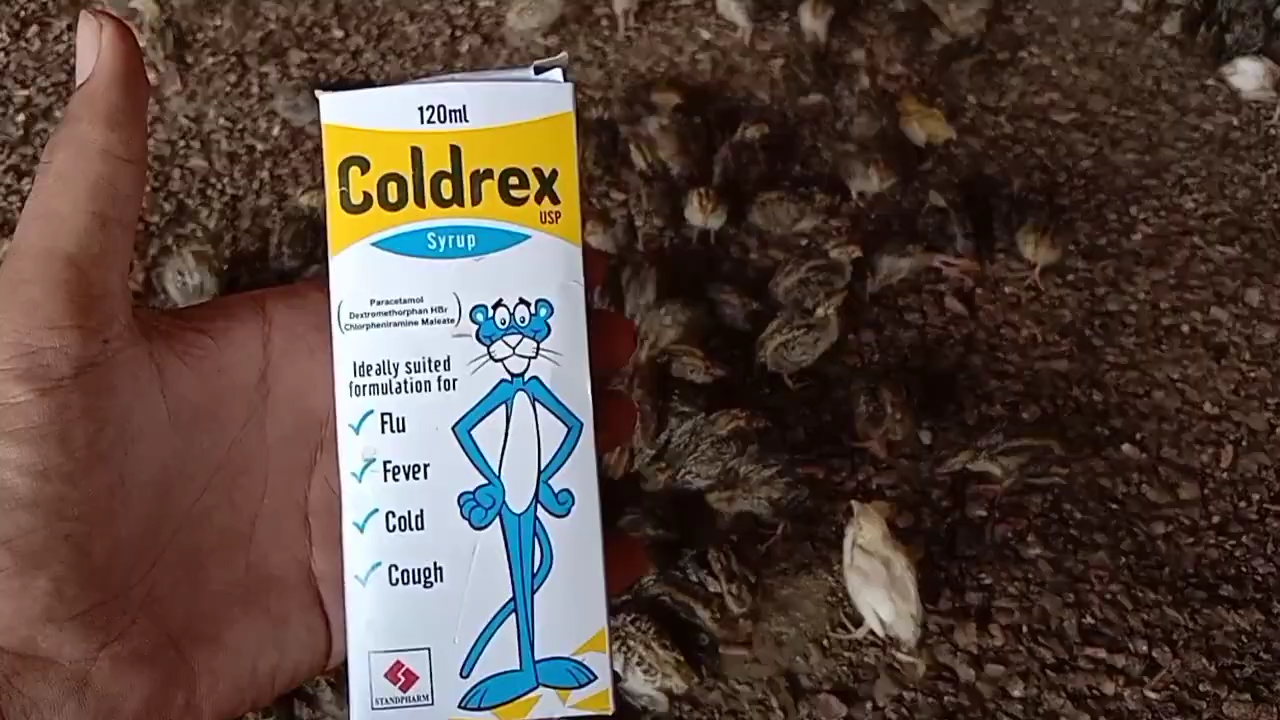 120ml
Coldrex
USP
Syrup
Paracetamol
Dextromethorphan HBr
Chlorpheniramine Maleate
Ideally suited
formulation for
Flu
Fever
Cold
Cough
STANDPHARM